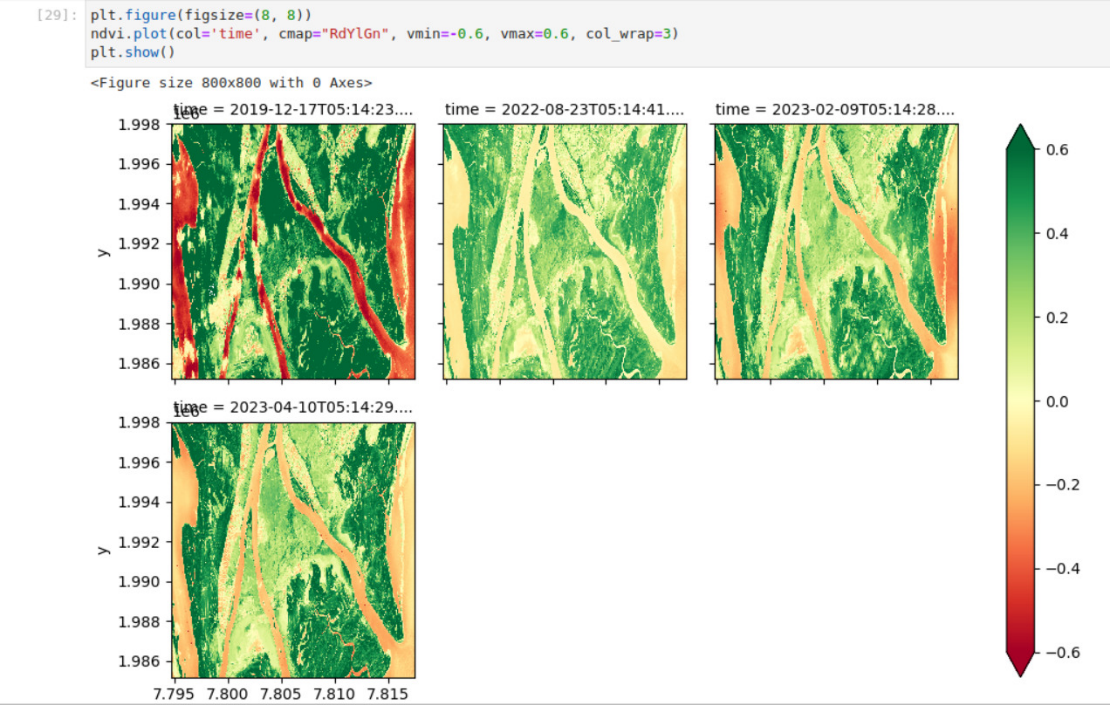 [29]: plt.figure(figsize=(8, 8))
ndvi.plot(col='time', cmap="RdYlGn", vmin=-0.6, vmax=0.6, col_wrap=3)
plt.show()
<Figure size 800x800 with 0 Axes>
time = 2019-12-17T05:14:23.... time = 2022-08-23T05:14:41.... time = 2023-02-09T05:14:28....
1e6
1.998
1.996
1.994
1.992
1.990
1.988
1.986
y
0.6
0.4
0.2
0.0
−0.2
−0.4
−0.6
time = 2023-04-10T05:14:29....
1e6
1.998
1.996
1.994
1.992
1.990
1.988
1.986
y
7.795 7.800 7.805 7.810 7.815